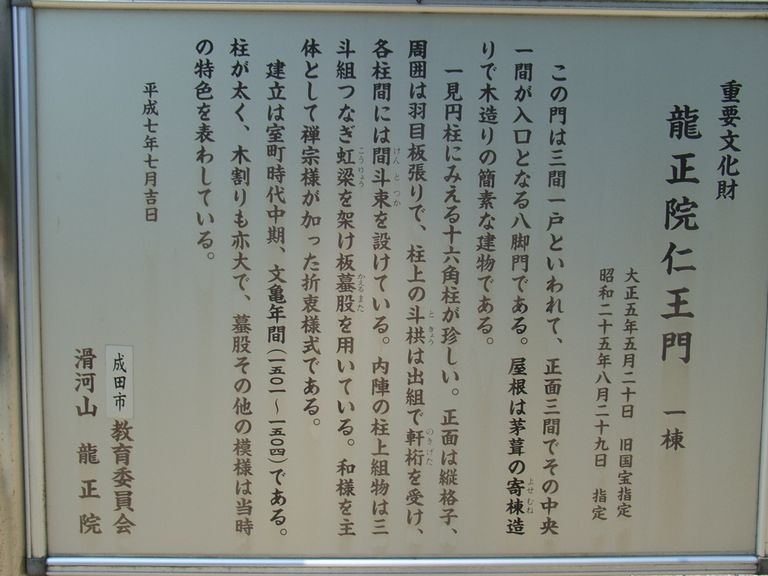 重要文化財
龍正院仁王門 一棟
大正五年五月二十日 旧国宝指定
昭和二十五年八月二十九日 指定
この門は三間一戸といわれて、正面三間でその中央
一間が入口となる八脚門である。屋根は茅葺の寄棟造
りで木造りの簡素な建物である。
一見円柱にみえる十六角柱が珍しい。正面は縦格子、
周囲は羽目板張りで、柱上の斗栱は出組で軒桁を受け、
各柱間には間斗束を設けている。内陣の柱上組物は三
斗組つなぎ虹梁を架け板蟇股を用いている。和様を主
体として禅宗様が加った折衷様式である。
建立は室町時代中期、文亀年間(一五〇一~一五〇四)である。
柱が太く、木割りも亦大で、蟇股その他の模様は当時
の特色を表わしている。
平成七年七月吉日
成田市教育委員会
滑河山 龍正院